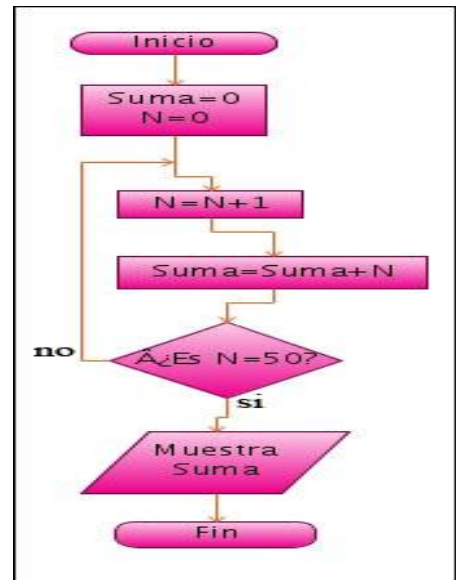 Inicio
Suma=0
N=0
N=N+1
Suma=Suma+N
Â¿Es N=50?
no
si
Muestra
Suma
Fin